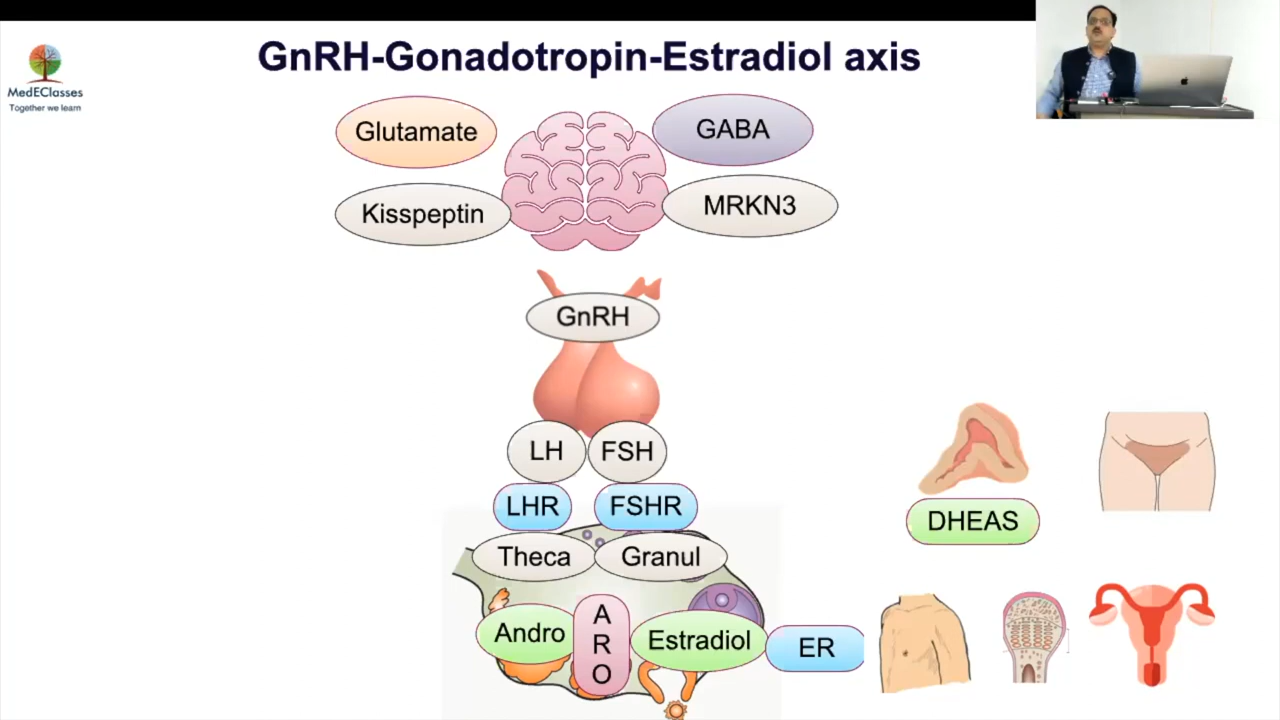 GnRH-Gonadotropin-Estradiol axis
MedEClasses
Together we learn
Glutamate
GABA
Kisspeptin
MRKN3
GnRH
LH
FSH
LHR
FSHR
DHEAS
Theca
Granul
Andro
A
R
O
Estradiol
ER